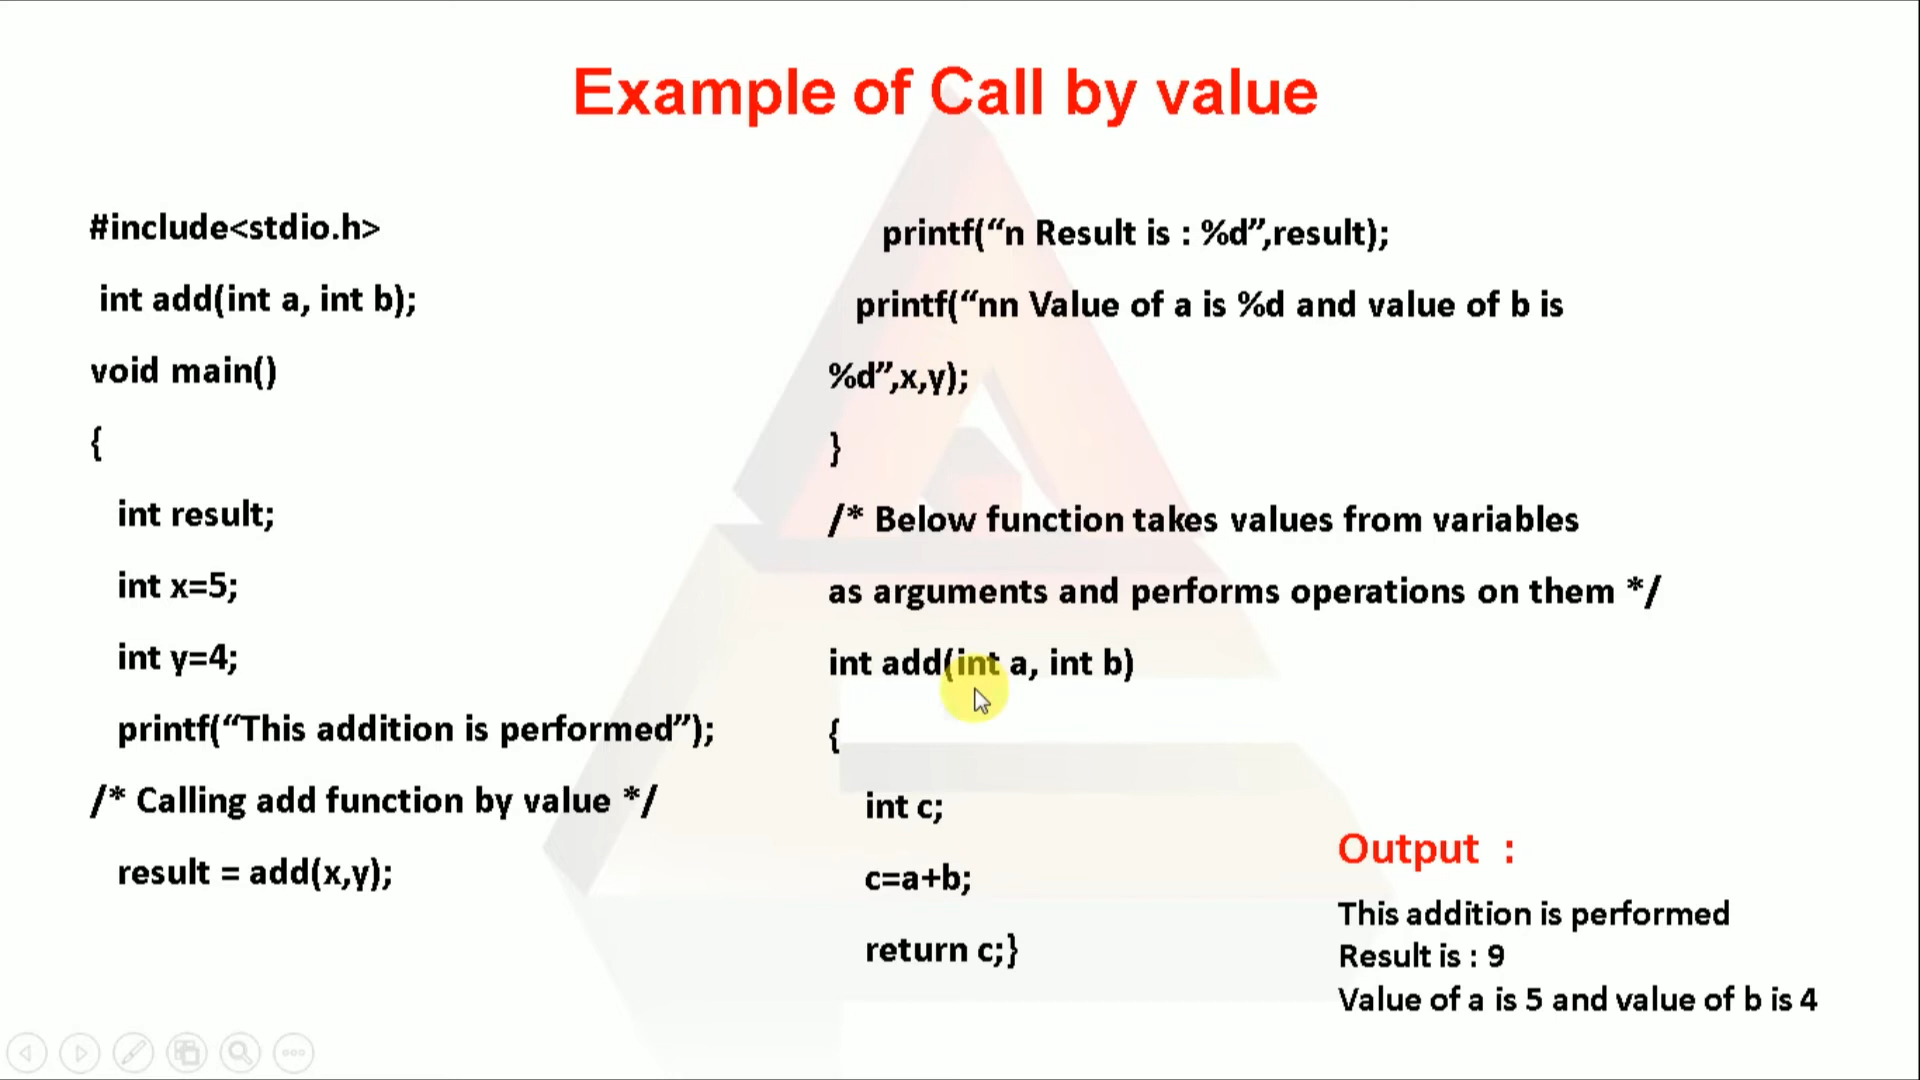 Example of Call by value
#include<stdio.h>
int add(int a, int b);
void main()
{
int result;
int x=5;
int y=4;
printf(“This addition is performed”);
/* Calling add function by value */
result = add(x,y);
printf(“n Result is : %d”,result);
printf(“nn Value of a is %d and value of b is
%d”,x,y);
}
/* Below function takes values from variables
as arguments and performs operations on them */
int add(int a, int b)
{
int c;
c=a+b;
return c;}
Output :
This addition is performed
Result is : 9
Value of a is 5 and value of b is 4